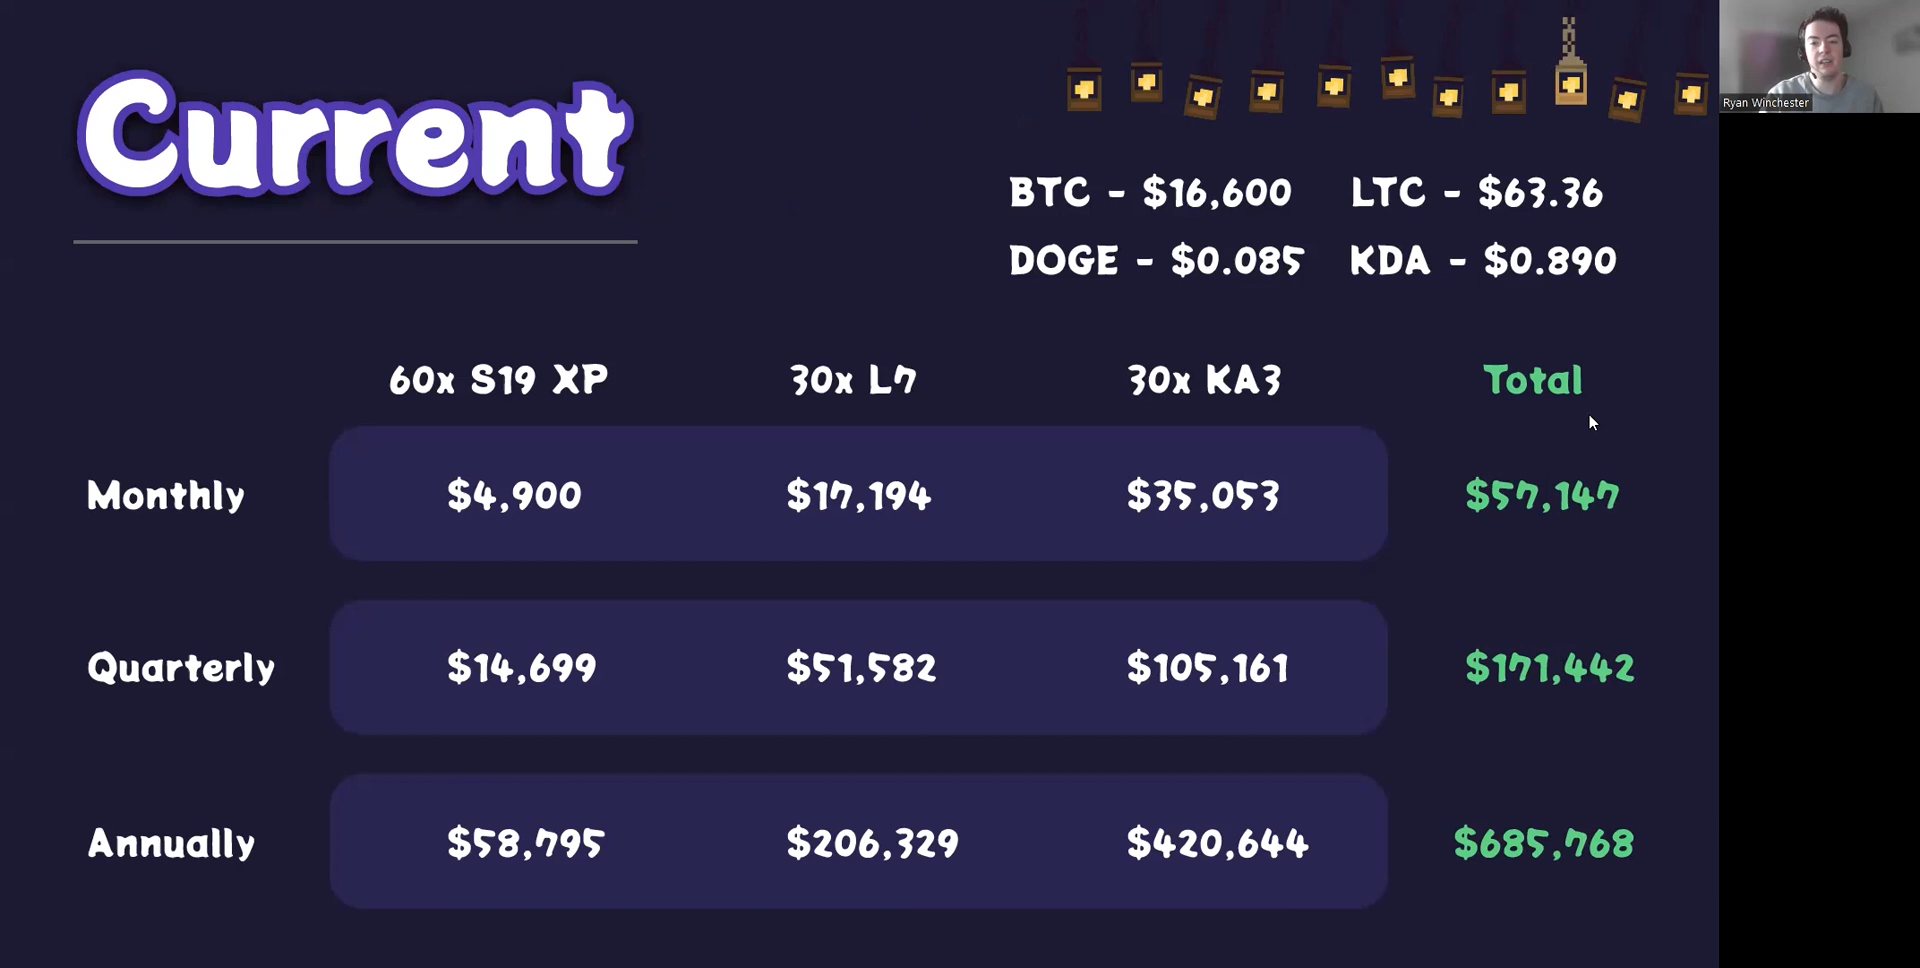 Current
Ryan Winchester
BTC - $16,600 LTC - $63.36
DOGE - $0.085 KDA - $0.890
60x S19 XP 30x L7 30x KA3 Total
Monthly $4,900 $17,194 $35,053 $57,147
Quarterly $14,699 $51,582 $105,161 $171,442
Annually $58,795 $206,329 $420,644 $685,768